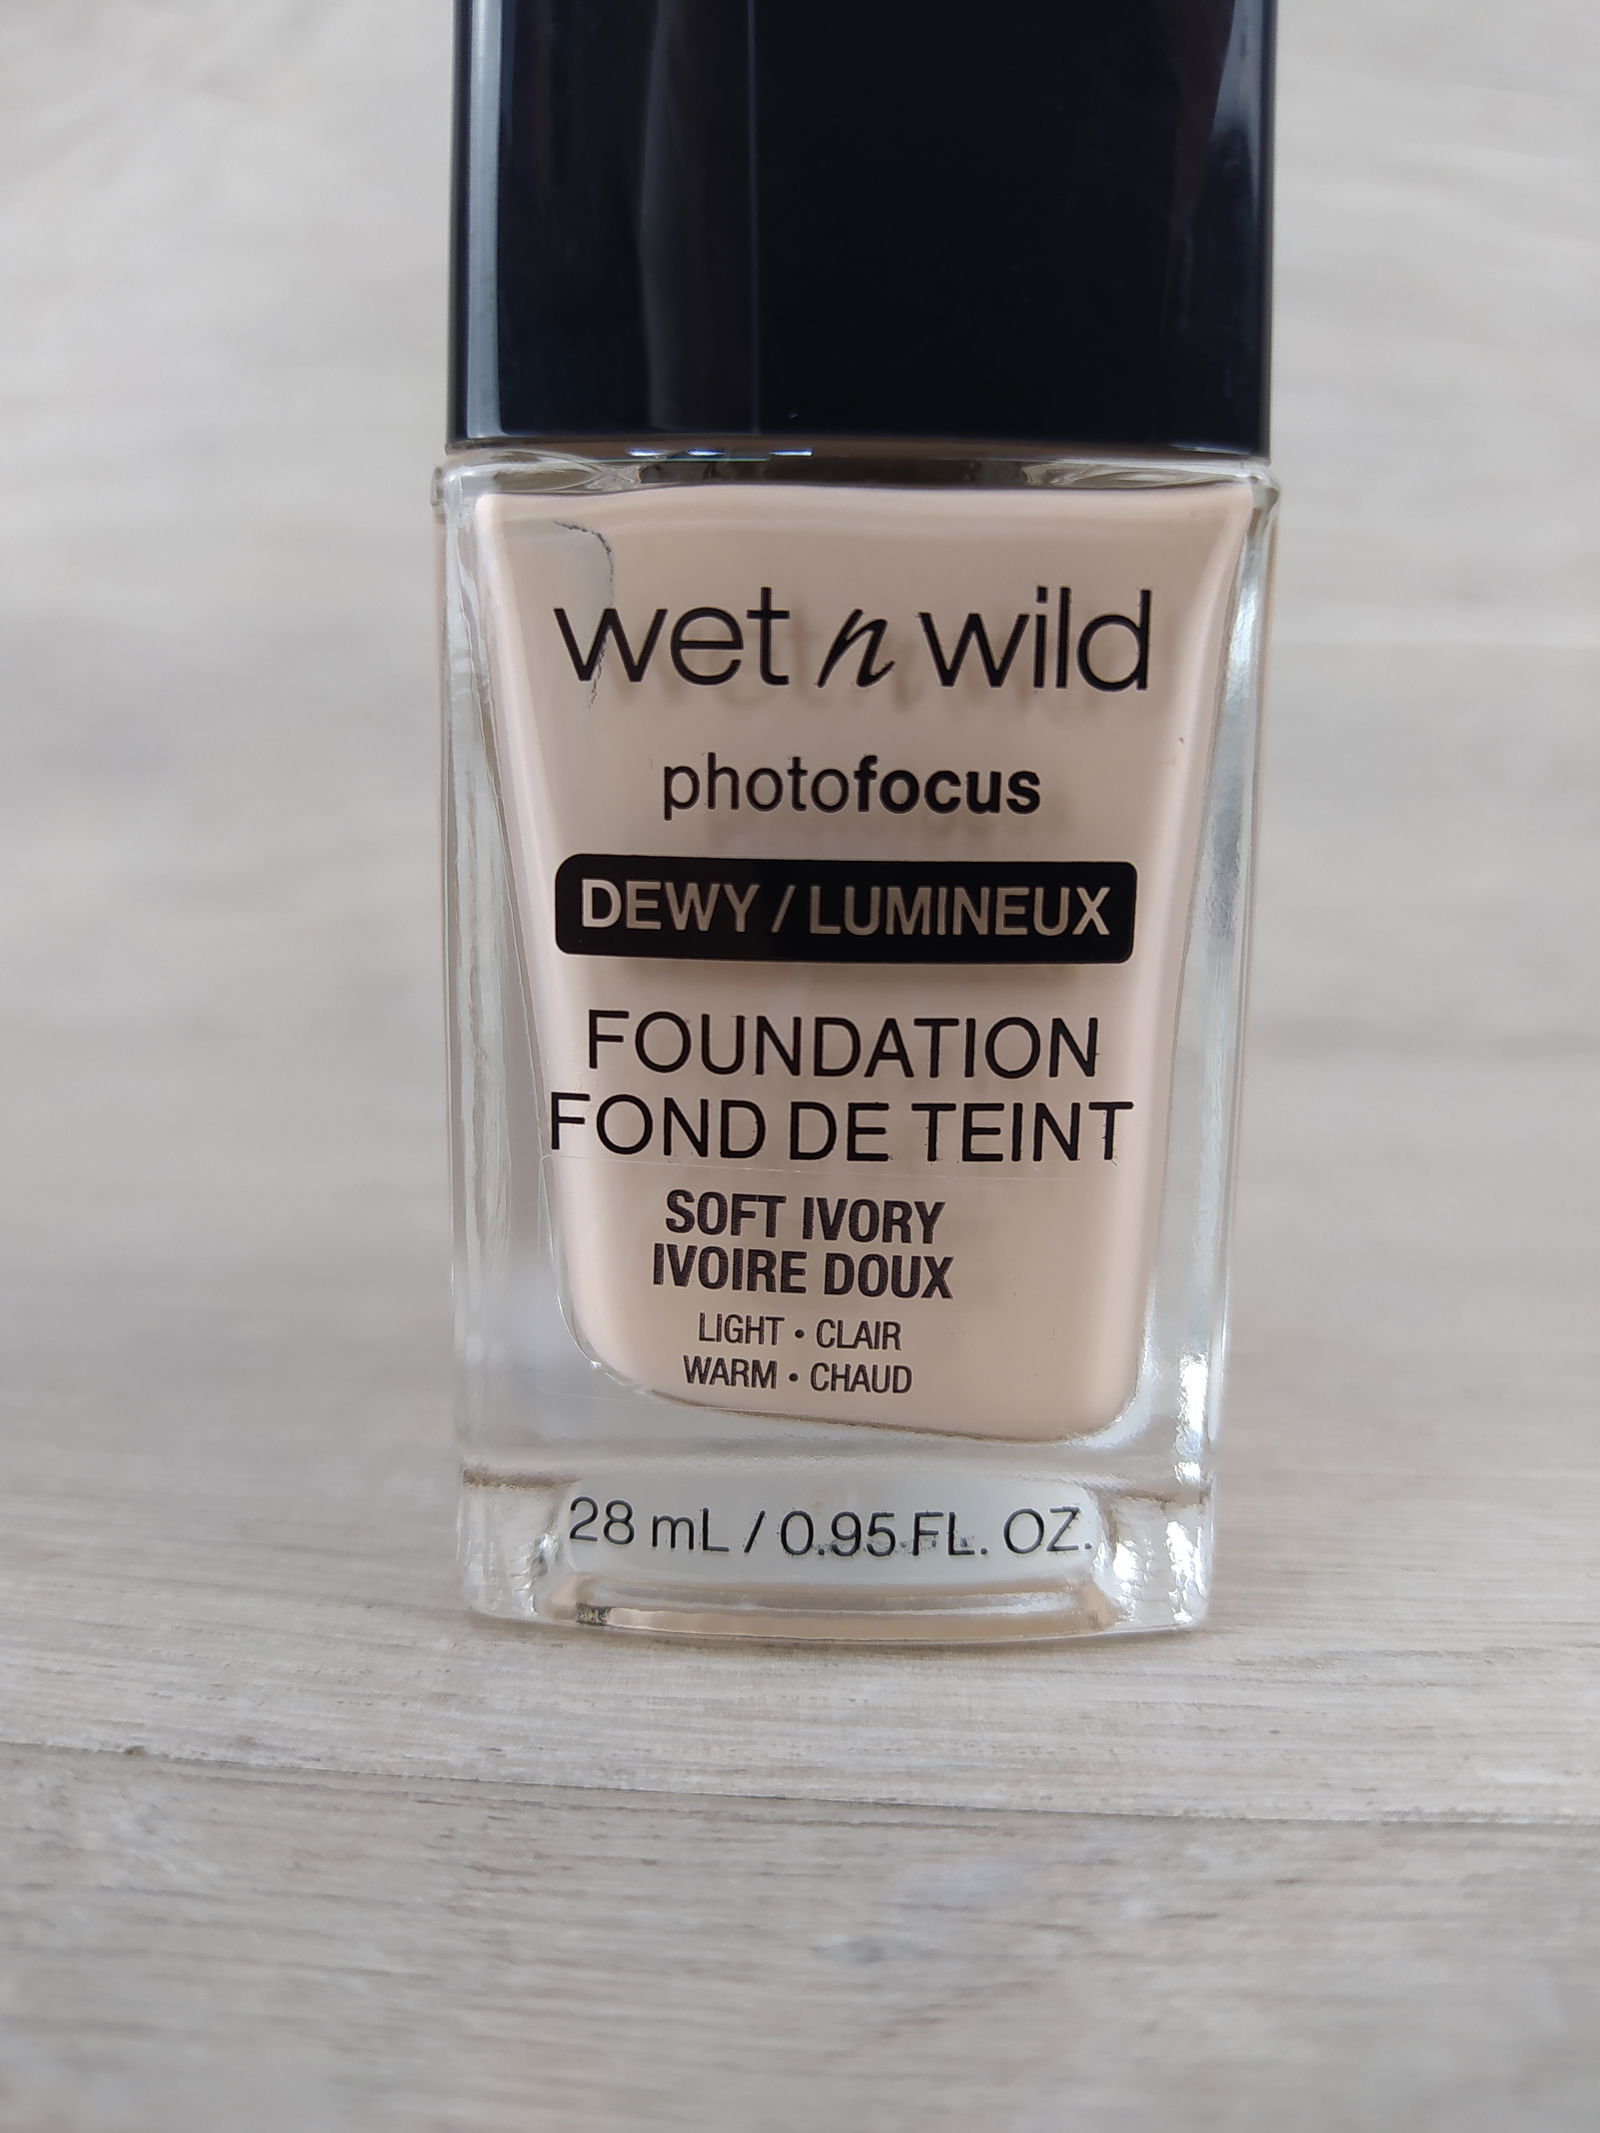 wet n wild
photofocus
DEWY / LUMINEUX
FOUNDATION
FOND DE TEINT
SOFT IVORY
IVOIRE DOUX
LIGHT • CLAIR
WARM • CHAUD
28 mL / 0.95 FL. OZ.